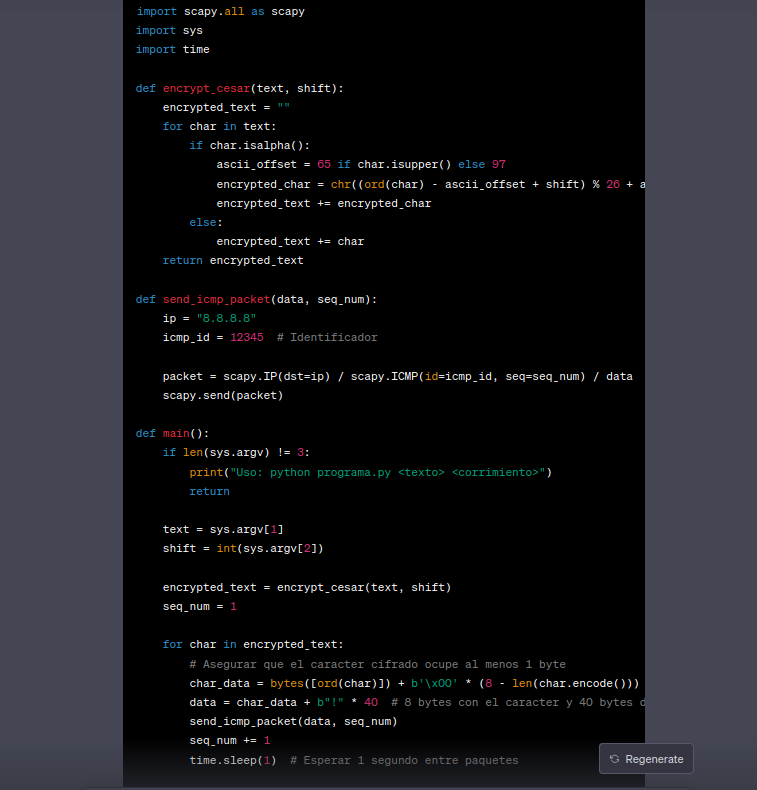 import scapy.all as scapy
import sys
import time

def encrypt_cesar(text, shift):
    encrypted_text = ""
    for char in text:
        if char.isalpha():
            ascii_offset = 65 if char.isupper() else 97
            encrypted_char = chr((ord(char) - ascii_offset + shift) % 26 + a
            encrypted_text += encrypted_char
        else:
            encrypted_text += char
    return encrypted_text

def send_icmp_packet(data, seq_num):
    ip = "8.8.8.8"
    icmp_id = 12345  # Identificador

    packet = scapy.IP(dst=ip) / scapy.ICMP(id=icmp_id, seq=seq_num) / data
    scapy.send(packet)

def main():
    if len(sys.argv) != 3:
        print("Uso: python programa.py <texto> <corrimiento>")
        return

    text = sys.argv[1]
    shift = int(sys.argv[2])

    encrypted_text = encrypt_cesar(text, shift)
    seq_num = 1

    for char in encrypted_text:
        # Asegurar que el caracter cifrado ocupe al menos 1 byte
        char_data = bytes([ord(char)]) + b'\x00' * (8 - len(char.encode()))
        data = char_data + b"!" * 40  # 8 bytes con el caracter y 40 bytes d
        send_icmp_packet(data, seq_num)
        seq_num += 1
        time.sleep(1)  # Esperar 1 segundo entre paquetes
Regenerate